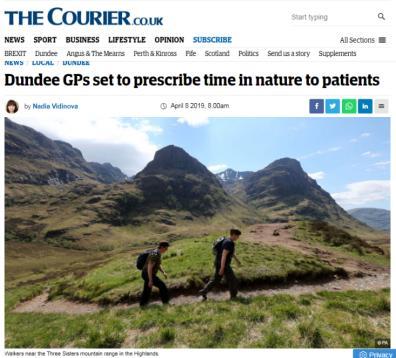 THE COURIER.CO.UK
Start typing
NEWS SPORT BUSINESS LIFESTYLE OPINION SUBSCRIBE
All Sections
BREXIT Dundee Angus & The Mearns Perth & Kinross Fife Scotland Politics Send us a story Supplements
NEWS / LOCAL / DUNDEE
Dundee GPs set to prescribe time in nature to patients
by Nadia Vidinova
April 8 2019, 8.00am
© PA
Walkers near the Three Sisters mountain range in the Highlands.
Privacy